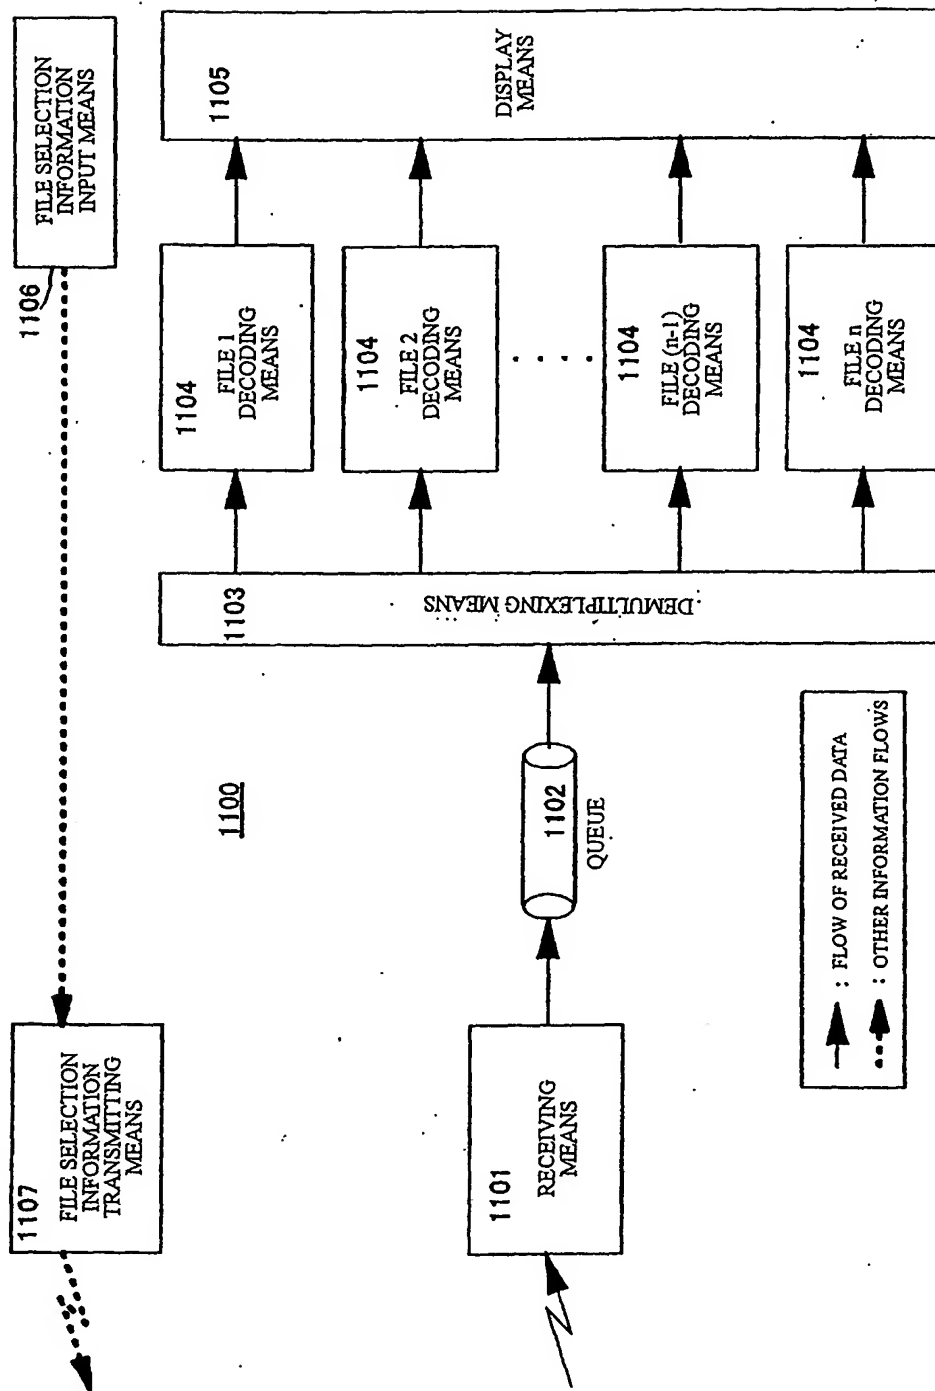 1107
FILE SELECTION
INFORMATION
TRANSMITTING
MEANS
1106
FILE SELECTION
INFORMATION
INPUT MEANS
1100
1101
RECEIVING
MEANS
1102
QUEUE
1103
DEMULTIPLEXING MEANS
1104
FILE 1
DECODING
MEANS
1104
FILE 2
DECODING
MEANS
1104
FILE (n-1)
DECODING
MEANS
1104
FILE n
DECODING
MEANS
1105
DISPLAY
MEANS
: FLOW OF RECEIVED DATA
: OTHER INFORMATION FLOWS